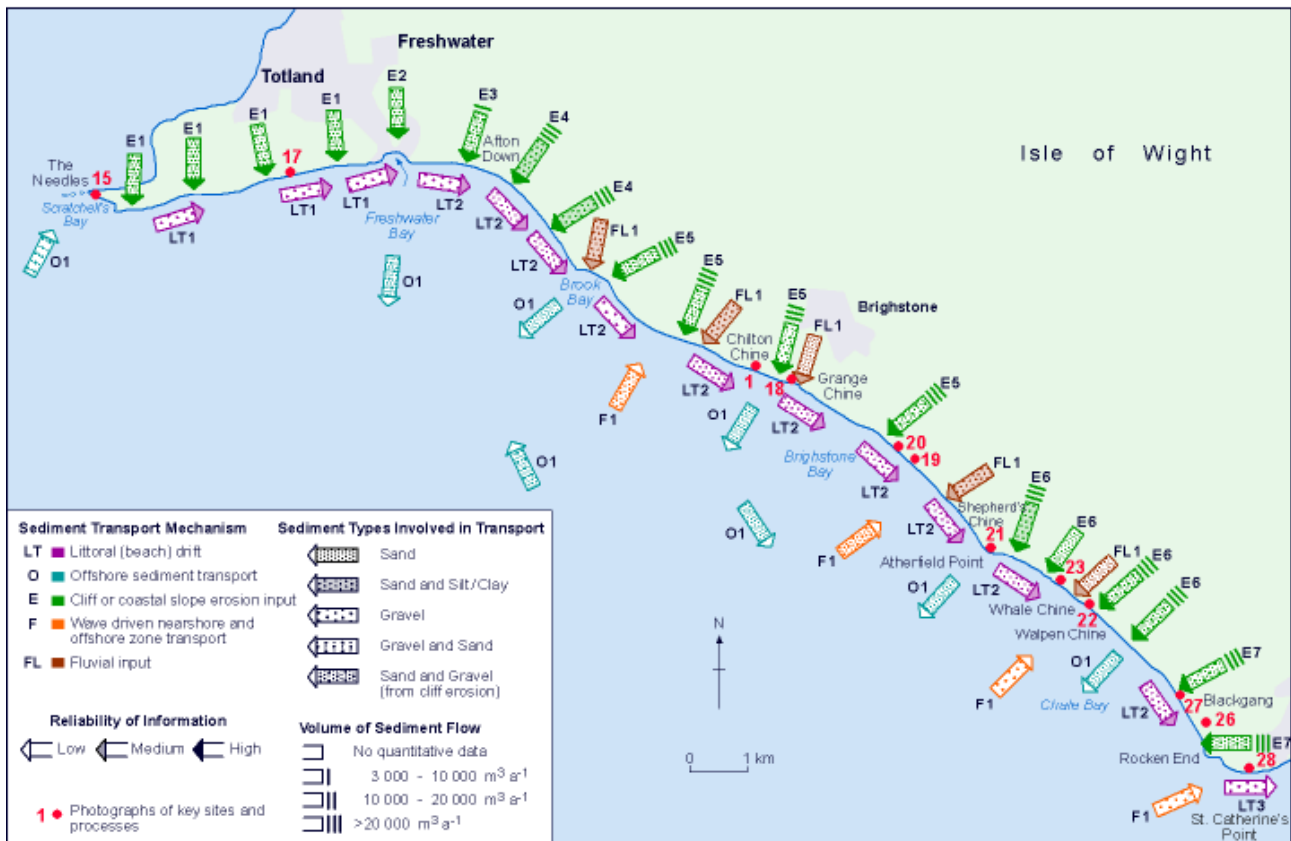 Freshwater
Totland
E2
E1
E1
E1
E1
E3
E4
Afton
Down
Isle of Wight
The
Needles
15
17
Scratchell's
Bay
LT1
LT1
LT1
Freshwater
Bay
LT2
LT2
E4
FL1
E5
O1
O1
LT2
Brook
Bay
O1
LT2
E5
FL1
E5
Brighstone
FL1
Chilton
Chine
1
18
Grange
Chine
F1
LT2
O1
LT2
E5
20
19
Brighstone
Bay
LT2
FL1
O1
O1
Shepherd's
Chine
E6
LT2
21
F1
Atherfield Point
E6
FL1
E6
23
O1
LT2
Whale Chine
22
E6
Walpen Chine
N
O1
F1
Chale Bay
LT2
E7
27
Blackgang
26
Rocken End
E7
28
LT3
F1
St. Catherine's
Point
0 1 km
Sediment Transport Mechanism
LT Littoral (beach) drift
O Offshore sediment transport
E Cliff or coastal slope erosion input
F Wave driven nearshore and
offshore zone transport
FL Fluvial input
Sediment Types Involved in Transport
Sand
Sand and Silt/Clay
Gravel
Gravel and Sand
Sand and Gravel
(from cliff erosion)
Reliability of Information
Low Medium High
Volume of Sediment Flow
No quantitative data
3 000 - 10 000 m³ a⁻¹
10 000 - 20 000 m³ a⁻¹
>20 000 m³ a⁻¹
1 Photographs of key sites and
processes